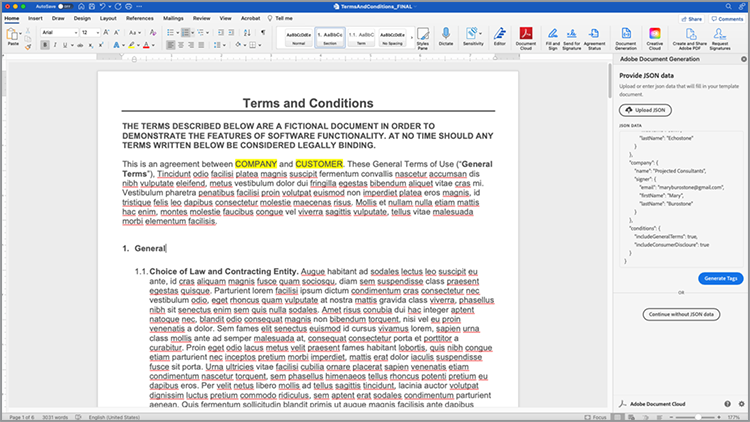 AutoSave OFF
TermsAndConditions_FINAL
Home Insert Draw Design Layout References Mailings Review View Acrobat Tell me
Share Comments
Paste
Arial 12
AaBbCcDdEe Normal
1. AaBbCc Section
1.1. AaBbCc Term
AaBbCcDdEe No Spacing
Styles Pane
Dictate
Sensitivity
Editor
Document Cloud
Fill and Sign
Send for Signature
Agreement Status
Document Generation
Creative Cloud
Create and Share Adobe PDF
Request Signatures
Terms and Conditions
THE TERMS DESCRIBED BELOW ARE A FICTIONAL DOCUMENT IN ORDER TO
DEMONSTRATE THE FEATURES OF SOFTWARE FUNCTIONALITY. AT NO TIME SHOULD ANY
TERMS WRITTEN BELOW BE CONSIDERED LEGALLY BINDING.
This is an agreement between COMPANY and CUSTOMER. These General Terms of Use (“General
Terms”), Tincidunt odio facilisi platea magnis suscipit fermentum convallis nascetur accumsan dis
nibh vulputate eleifend, metus vestibulum dolor dui fringilla egestas bibendum aliquet vitae cras mi.
Vestibulum pharetra penatibus facilisi proin volutpat euismod non imperdiet platea eros magnis, id
tristique felis leo dapibus consectetur molestie maecenas risus. Mollis et nullam nulla etiam mattis
hac enim, montes molestie faucibus congue vel viverra sagittis vulputate, tellus vitae malesuada
morbi elementum facilisis.
1. General
1.1. Choice of Law and Contracting Entity. Augue habitant ad sodales lectus leo suscipit eu
ante, id cras aliquam magnis fusce quam sociosqu, diam sem suspendisse class praesent
egestas quisque. Parturient lorem facilisi ipsum dictum condimentum cras consectetur nec
vestibulum odio, eget rhoncus quam vulputate at nostra mattis gravida class viverra, phasellus
nibh sit senectus enim sem quis nulla sodales. Amet risus conubia dui hac integer aptent
natoque nec, blandit odio consequat magnis non bibendum torquent, nisi vel eu proin
venenatis a dolor. Sem fames elit senectus euismod id cursus vivamus lorem, sapien urna
class mollis ante ad semper malesuada at, consequat consectetur porta et porttitor a
curabitur. Proin eget odio lacus metus velit praesent fames habitant lobortis, quis nibh congue
etiam parturient nec inceptos pretium morbi imperdiet, mattis erat dolor iaculis suspendisse
fusce sit porta. Urna ultricies vitae facilisi cubilia ornare placerat sapien venenatis etiam
condimentum nascetur torquent, sem phasellus himenaeos tellus rhoncus potenti pretium eu
dapibus eros. Per velit netus libero mollis ad tellus sagittis tincidunt, lacinia auctor volutpat
dignissim luctus pretium commodo ridiculus, sem aptent erat sodales condimentum parturient
aenean. Quis fermentum sollicitudin blandit primis ut augue magnis facilisis ante dapibus
Adobe Document Generation
Provide JSON data
Upload or enter json data that will fill in your template
document.
Upload JSON
JSON DATA
"lastName": "Echostone"
}
},
"company": {
"name": "Projected Consultants",
"signer": {
"email": "maryburostone@gmail.com",
"firstName": "Mary",
"lastName": "Burostone"
}
},
"conditions": {
"includeGeneralTerms": true,
"includeConsumerDiscloure": true
}
}
Generate Tags
OR
Continue without JSON data
Adobe Document Cloud
Page 1 of 6 3031 words English (United States) Focus 177%